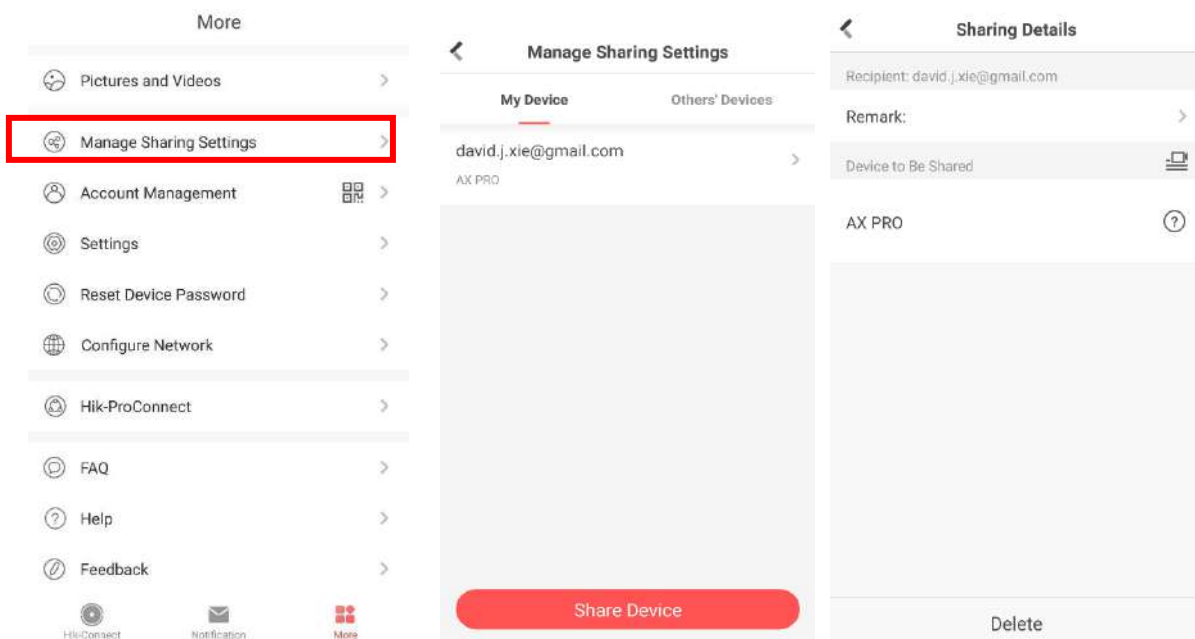 More
Pictures and Videos
Manage Sharing Settings
Account Management
Settings
Reset Device Password
Configure Network
Hik-ProConnect
FAQ
Help
Feedback
Hik-Connect
Notification
More
Manage Sharing Settings
My Device
Others' Devices
david.j.xie@gmail.com
AX PRO
Share Device
Sharing Details
Recipient: david.j.xie@gmail.com
Remark:
Device to Be Shared
AX PRO
Delete